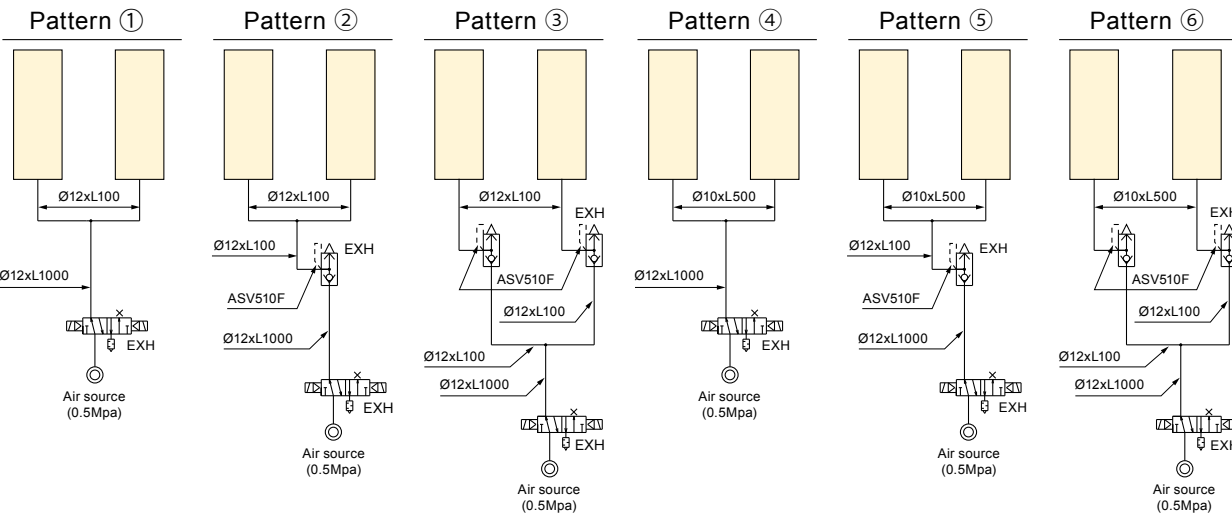 Pattern ①
Ø12xL100
Ø12xL1000
EXH
Air source
(0.5Mpa)
Pattern ②
Ø12xL100
Ø12xL100
EXH
ASV510F
Ø12xL1000
EXH
Air source
(0.5Mpa)
Pattern ③
Ø12xL100
EXH
ASV510F
Ø12xL100
Ø12xL100
Ø12xL1000
EXH
Air source
(0.5Mpa)
Pattern ④
Ø10xL500
Ø12xL1000
EXH
Air source
(0.5Mpa)
Pattern ⑤
Ø10xL500
Ø12xL100
EXH
ASV510F
Ø12xL1000
EXH
Air source
(0.5Mpa)
Pattern ⑥
Ø10xL500
EXH
ASV510F
Ø12xL100
Ø12xL100
Ø12xL1000
EXH
Air source
(0.5Mpa)